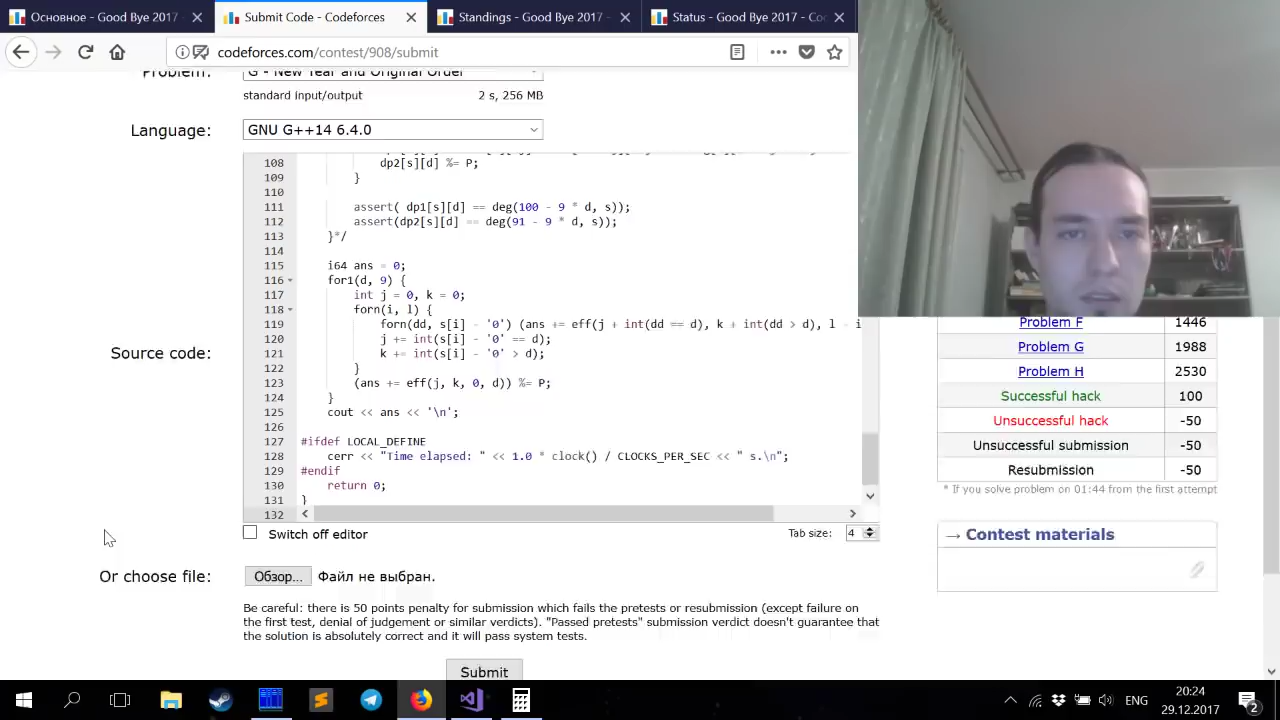 Основное - Good Bye 2017 -
Submit Code - Codeforces
Standings - Good Bye 2017 -
Status - Good Bye 2017 - Co
codeforces.com/contest/908/submit
Problem:
G - New Year and Original Order
standard input/output
2 s, 256 MB
Language:
GNU G++14 6.4.0
108 dp2[s][d] %= P;
109 }
110
111 assert( dp1[s][d] == deg(100 - 9 * d, s));
112 assert(dp2[s][d] == deg(91 - 9 * d, s));
113 }*/
114
115 i64 ans = 0;
116 for1(d, 9) {
117 int j = 0, k = 0;
118 forn(i, l) {
119 forn(dd, s[i] - '0') (ans += eff(j + int(dd == d), k + int(dd > d), l - i
120 j += int(s[i] - '0' == d);
121 k += int(s[i] - '0' > d);
122 }
123 (ans += eff(j, k, 0, d)) %= P;
124 }
125 cout << ans << '\n';
126
127 #ifdef LOCAL_DEFINE
128 cerr << "Time elapsed: " << 1.0 * clock() / CLOCKS_PER_SEC << " s.\n";
129 #endif
130 return 0;
131 }
132
Source code:
Switch off editor
Tab size:
4
Or choose file:
Обзор...
Файл не выбран.
Be careful: there is 50 points penalty for submission which fails the pretests or resubmission (except failure on
the first test, denial of judgement or similar verdicts). "Passed pretests" submission verdict doesn't guarantee that
the solution is absolutely correct and it will pass system tests.
Submit
Problem F 1446
Problem G 1988
Problem H 2530
Successful hack 100
Unsuccessful hack -50
Unsuccessful submission -50
Resubmission -50
* If you solve problem on 01:44 from the first attempt
→ Contest materials
ENG
20:24
29.12.2017
2